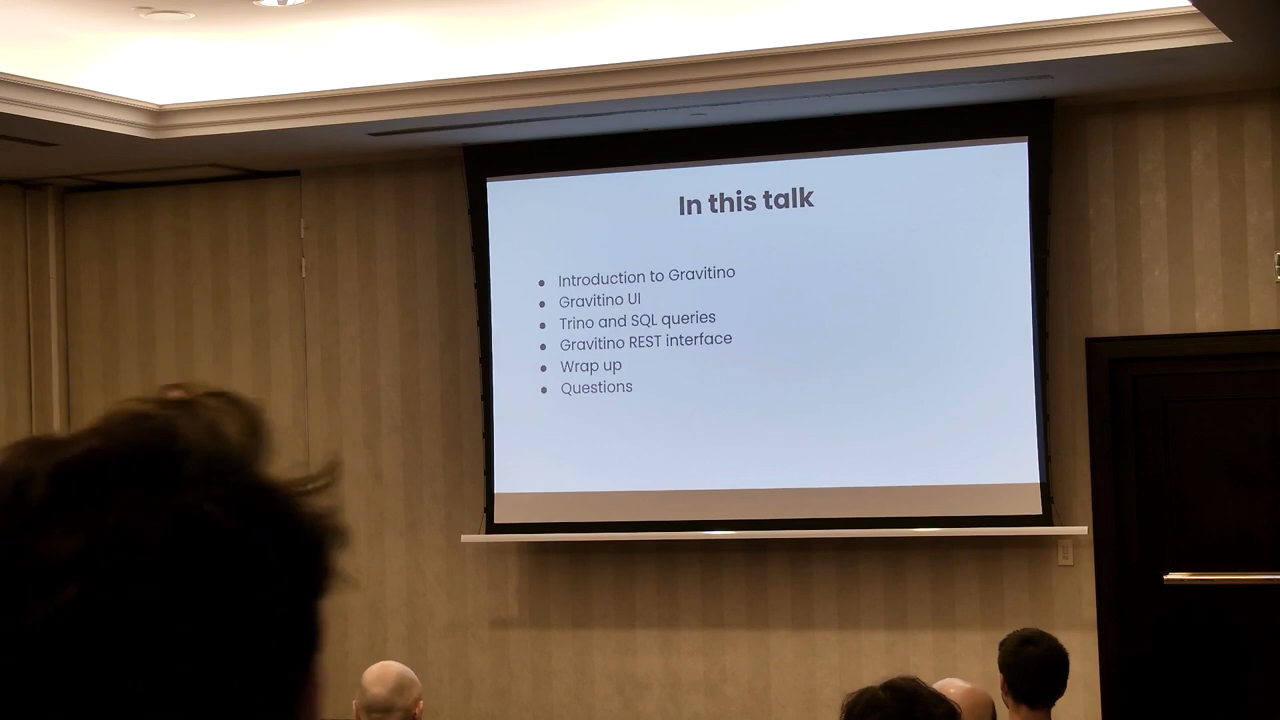 In this talk
● Introduction to Gravitino
● Gravitino UI
● Trino and SQL queries
● Gravitino REST interface
● Wrap up
● Questions